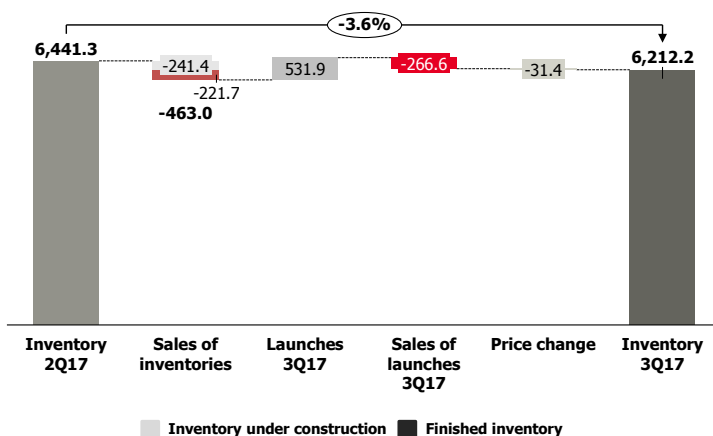 -3.6%
6,441.3
-241.4
-221.7
-463.0
531.9
-266.6
-31.4
6,212.2
Inventory
2Q17
Sales of
inventories
Launches
3Q17
Sales of
launches
3Q17
Price change
Inventory
3Q17
Inventory under construction
Finished inventory